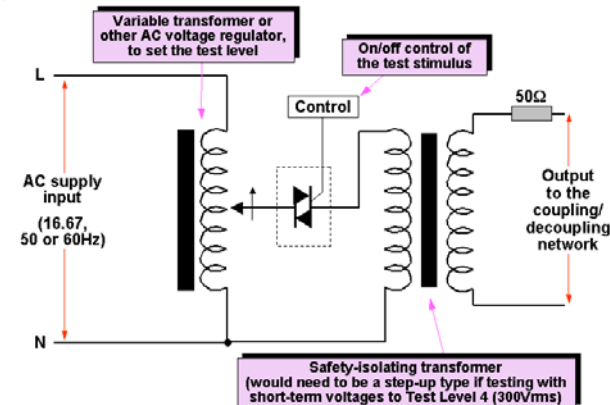 Variable transformer or
other AC voltage regulator,
to set the test level
On/off control of
the test stimulus
L
Control
50Ω
AC supply
input
(16.67,
50 or 60Hz)
Output
to the
coupling/
decoupling
network
N
Safety-isolating transformer
(would need to be a step-up type if testing with
short-term voltages to Test Level 4 (300Vrms)